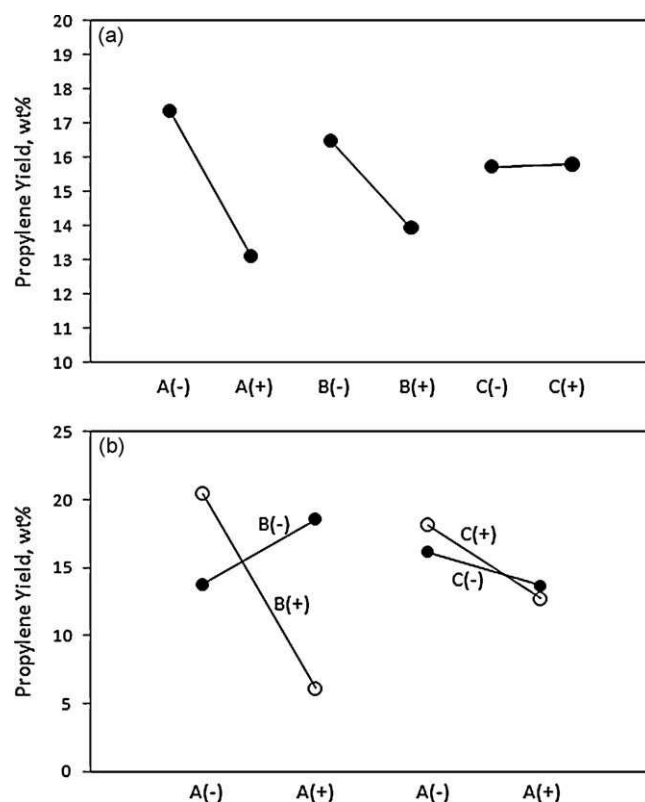 (a)
Propylene Yield, wt%
20
19
18
17
16
15
14
13
12
11
10
A(-) A(+) B(-) B(+) C(-) C(+)
(b)
Propylene Yield, wt%
25
20
15
10
5
0
B(-)
B(+)
C(+)
C(-)
A(-) A(+) A(-) A(+)